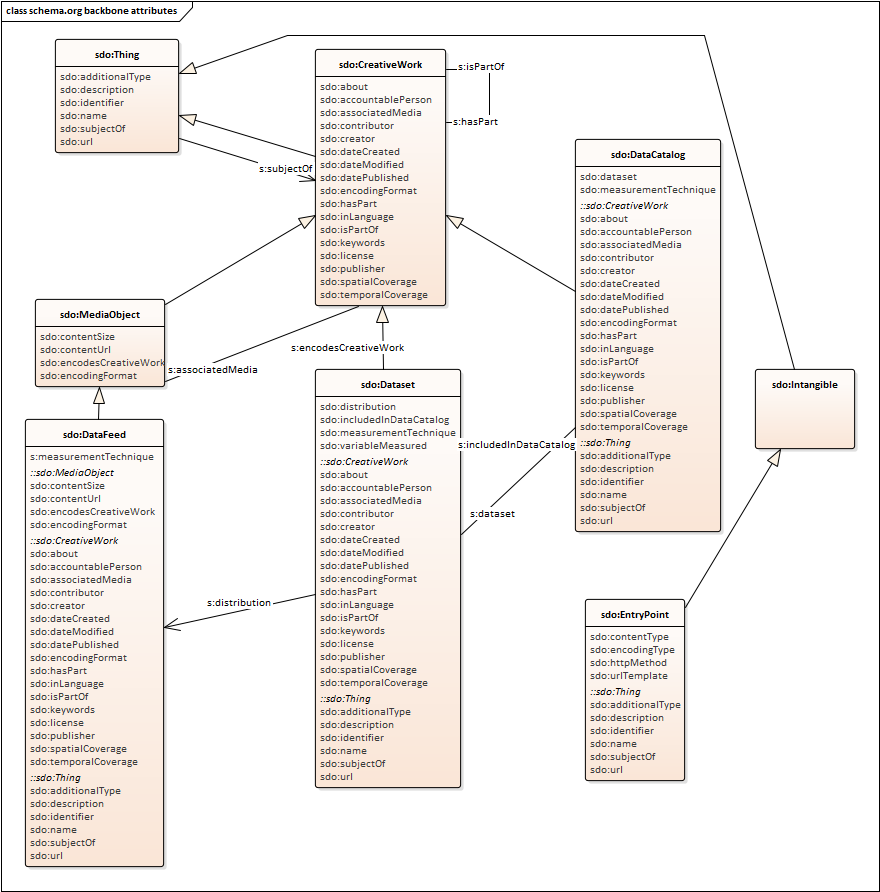 class schema.org backbone attributes
sdo:Thing
sdo:additionalType
sdo:description
sdo:identifier
sdo:name
sdo:subjectOf
sdo:url
sdo:CreativeWork
sdo:about
sdo:accountablePerson
sdo:associatedMedia
sdo:contributor
sdo:creator
sdo:dateCreated
sdo:dateModified
sdo:datePublished
sdo:encodingFormat
sdo:hasPart
sdo:inLanguage
sdo:isPartOf
sdo:keywords
sdo:license
sdo:publisher
sdo:spatialCoverage
sdo:temporalCoverage
s:isPartOf
s:hasPart
s:subjectOf
sdo:DataCatalog
sdo:dataset
sdo:measurementTechnique
::sdo:CreativeWork
sdo:about
sdo:accountablePerson
sdo:associatedMedia
sdo:contributor
sdo:creator
sdo:dateCreated
sdo:dateModified
sdo:datePublished
sdo:encodingFormat
sdo:hasPart
sdo:inLanguage
sdo:isPartOf
sdo:keywords
sdo:license
sdo:publisher
sdo:spatialCoverage
sdo:temporalCoverage
::sdo:Thing
sdo:additionalType
sdo:description
sdo:identifier
sdo:name
sdo:subjectOf
sdo:url
sdo:MediaObject
sdo:contentSize
sdo:contentUrl
sdo:encodesCreativeWork
sdo:encodingFormat
s:encodesCreativeWork
s:associatedMedia
sdo:Intangible
sdo:Dataset
sdo:distribution
sdo:includedInDataCatalog
sdo:measurementTechnique
sdo:variableMeasured
::sdo:CreativeWork
sdo:about
sdo:accountablePerson
sdo:associatedMedia
sdo:contributor
sdo:creator
sdo:dateCreated
sdo:dateModified
sdo:datePublished
sdo:encodingFormat
sdo:hasPart
sdo:inLanguage
sdo:isPartOf
sdo:keywords
sdo:license
sdo:publisher
sdo:spatialCoverage
sdo:temporalCoverage
::sdo:Thing
sdo:additionalType
sdo:description
sdo:identifier
sdo:name
sdo:subjectOf
sdo:url
s:includedInDataCatalog
s:dataset
s:distribution
sdo:DataFeed
s:measurementTechnique
::sdo:MediaObject
sdo:contentSize
sdo:contentUrl
sdo:encodesCreativeWork
sdo:encodingFormat
::sdo:CreativeWork
sdo:about
sdo:accountablePerson
sdo:associatedMedia
sdo:contributor
sdo:creator
sdo:dateCreated
sdo:dateModified
sdo:datePublished
sdo:encodingFormat
sdo:hasPart
sdo:inLanguage
sdo:isPartOf
sdo:keywords
sdo:license
sdo:publisher
sdo:spatialCoverage
sdo:temporalCoverage
::sdo:Thing
sdo:additionalType
sdo:description
sdo:identifier
sdo:name
sdo:subjectOf
sdo:url
sdo:EntryPoint
sdo:contentType
sdo:encodingType
sdo:httpMethod
sdo:urlTemplate
::sdo:Thing
sdo:additionalType
sdo:description
sdo:identifier
sdo:name
sdo:subjectOf
sdo:url